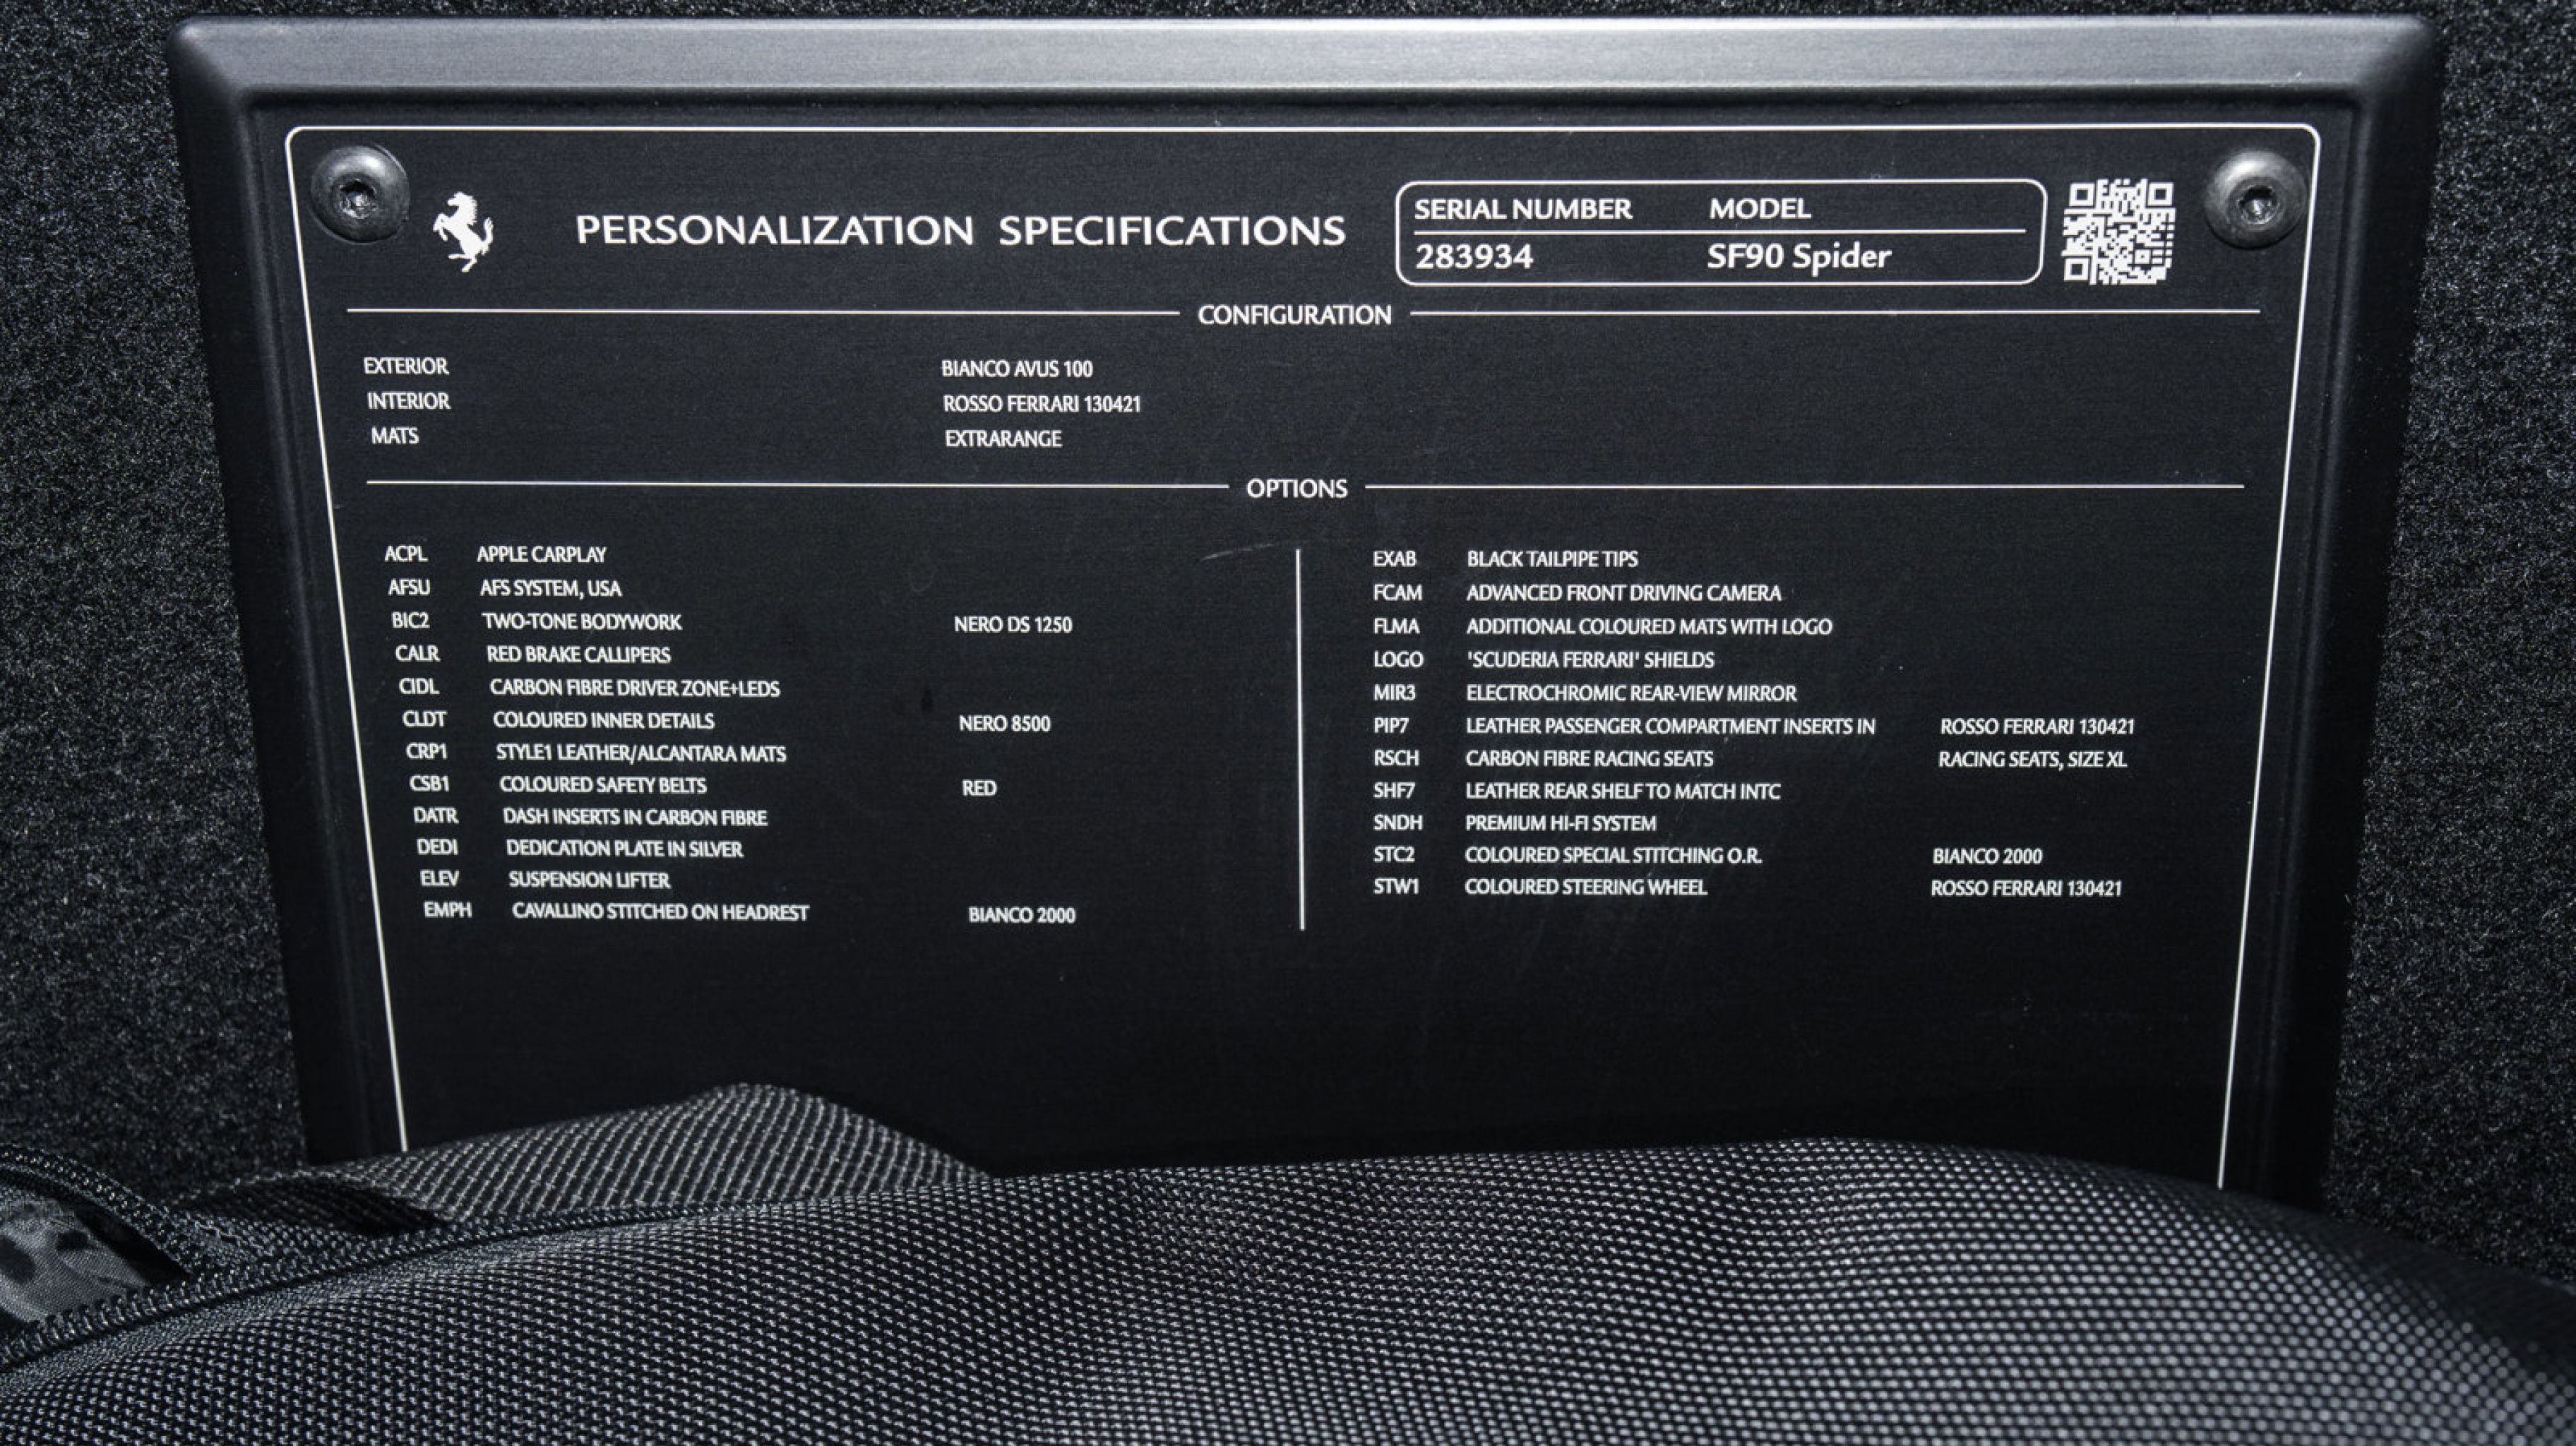 PERSONALIZATION SPECIFICATIONS
SERIAL NUMBER MODEL
283934 SF90 Spider
CONFIGURATION
EXTERIOR BIANCO AVUS 100
INTERIOR ROSSO FERRARI 130421
MATS EXTRARANGE
OPTIONS
ACPL APPLE CARPLAY
AFSU AFS SYSTEM, USA
BIC2 TWO-TONE BODYWORK NERO DS 1250
CALR RED BRAKE CALLIPERS
CIDL CARBON FIBRE DRIVER ZONE+LEDS
CLDT COLOURED INNER DETAILS NERO 8500
CRP1 STYLE1 LEATHER/ALCANTARA MATS
CSB1 COLOURED SAFETY BELTS RED
DATR DASH INSERTS IN CARBON FIBRE
DEDI DEDICATION PLATE IN SILVER
ELEV SUSPENSION LIFTER
EMPH CAVALLINO STITCHED ON HEADREST BIANCO 2000
EXAB BLACK TAILPIPE TIPS
FCAM ADVANCED FRONT DRIVING CAMERA
FLMA ADDITIONAL COLOURED MATS WITH LOGO
LOGO 'SCUDERIA FERRARI' SHIELDS
MIR3 ELECTROCHROMIC REAR-VIEW MIRROR
PIP7 LEATHER PASSENGER COMPARTMENT INSERTS IN ROSSO FERRARI 130421
RSCH CARBON FIBRE RACING SEATS RACING SEATS, SIZE XL
SHF7 LEATHER REAR SHELF TO MATCH INTC
SNDH PREMIUM HI-FI SYSTEM
STC2 COLOURED SPECIAL STITCHING O.R. BIANCO 2000
STW1 COLOURED STEERING WHEEL ROSSO FERRARI 130421